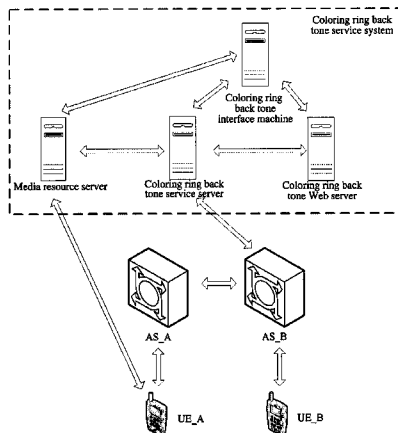 Coloring ring back
tone service system
Coloring ring
back tone
interface machine
Media resource server
Coloring ring back
tone service server
Coloring ring back
tone Web server
AS_A
AS_B
UE_A
UE_B